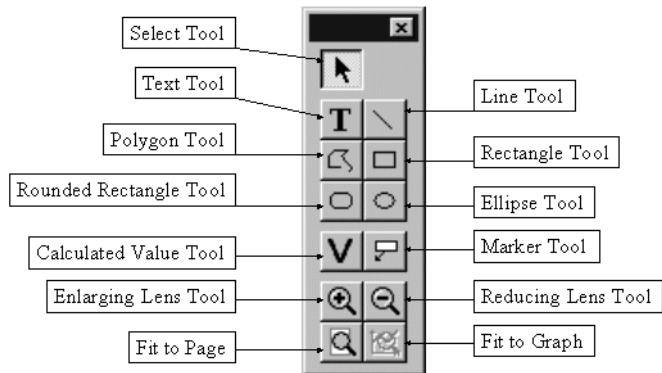 Select Tool
Text Tool
Line Tool
T
Polygon Tool
Rectangle Tool
Rounded Rectangle Tool
Ellipse Tool
Calculated Value Tool
V
Marker Tool
Enlarging Lens Tool
Reducing Lens Tool
Fit to Page
Fit to Graph